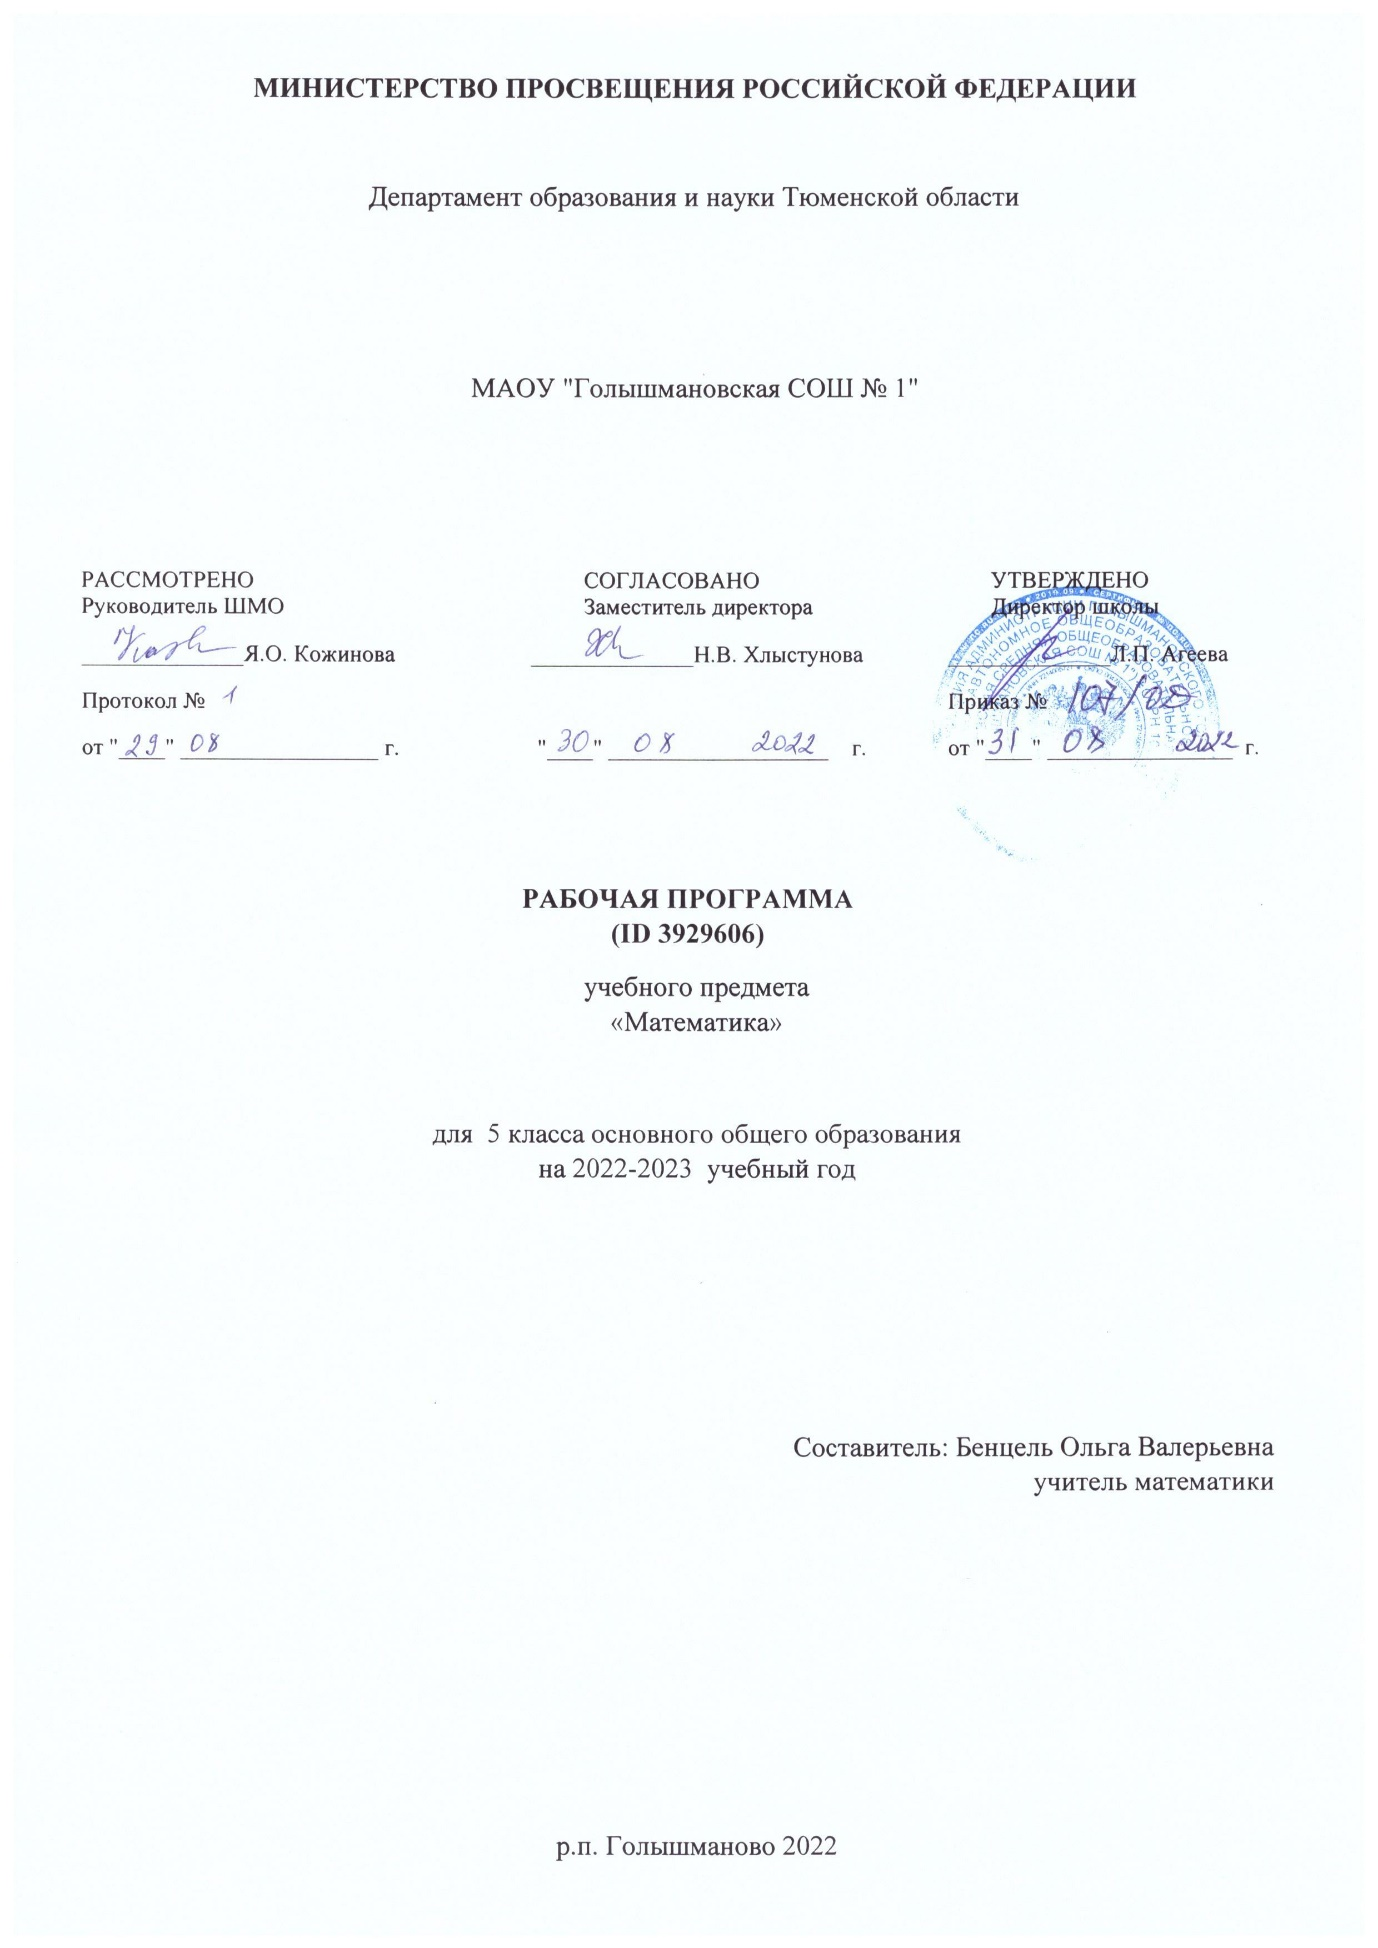 МИНИСТЕРСТВО ПРОСВЕЩЕНИЯ РОССИЙСКОЙ ФЕДЕРАЦИИ
Департамент образования и науки Тюменской области
МАОУ "Голышмановская СОШ № 1"
РАССМОТРЕНО
Руководитель ШМО
Я.О. Кожинова
Протокол № 1
от "29" 08 г.
СОГЛАСОВАНО
Заместитель директора
Н.В. Хлыстунова
"30" 08 2022 г.
УТВЕРЖДЕНО
Директор школы
Л.П. Агеева
Приказ № 107/08
от "31" 08 2022 г.
РАБОЧАЯ ПРОГРАММА
(ID 3929606)
учебного предмета
«Математика»
для 5 класса основного общего образования
на 2022-2023 учебный год
Составитель: Бенцель Ольга Валерьевна
учитель математики
р.п. Голышманово 2022